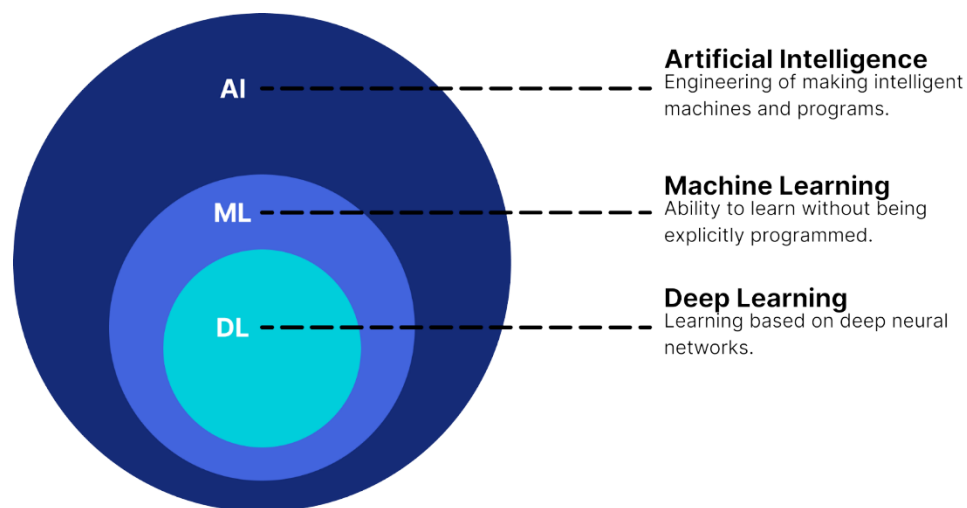 AI
Artificial Intelligence
Engineering of making intelligent
machines and programs.
ML
Machine Learning
Ability to learn without being
explicitly programmed.
DL
Deep Learning
Learning based on deep neural
networks.